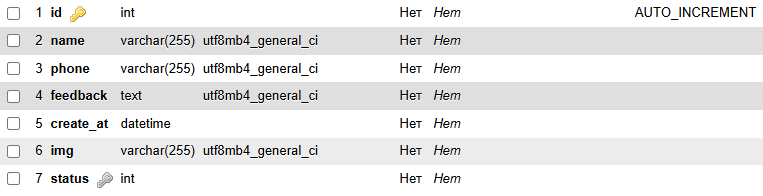 1 id int Нет Нет AUTO_INCREMENT
2 name varchar(255) utf8mb4_general_ci Нет Нет
3 phone varchar(255) utf8mb4_general_ci Нет Нет
4 feedback text utf8mb4_general_ci Нет Нет
5 create_at datetime Нет Нет
6 img varchar(255) utf8mb4_general_ci Нет Нет
7 status int Нет Нет